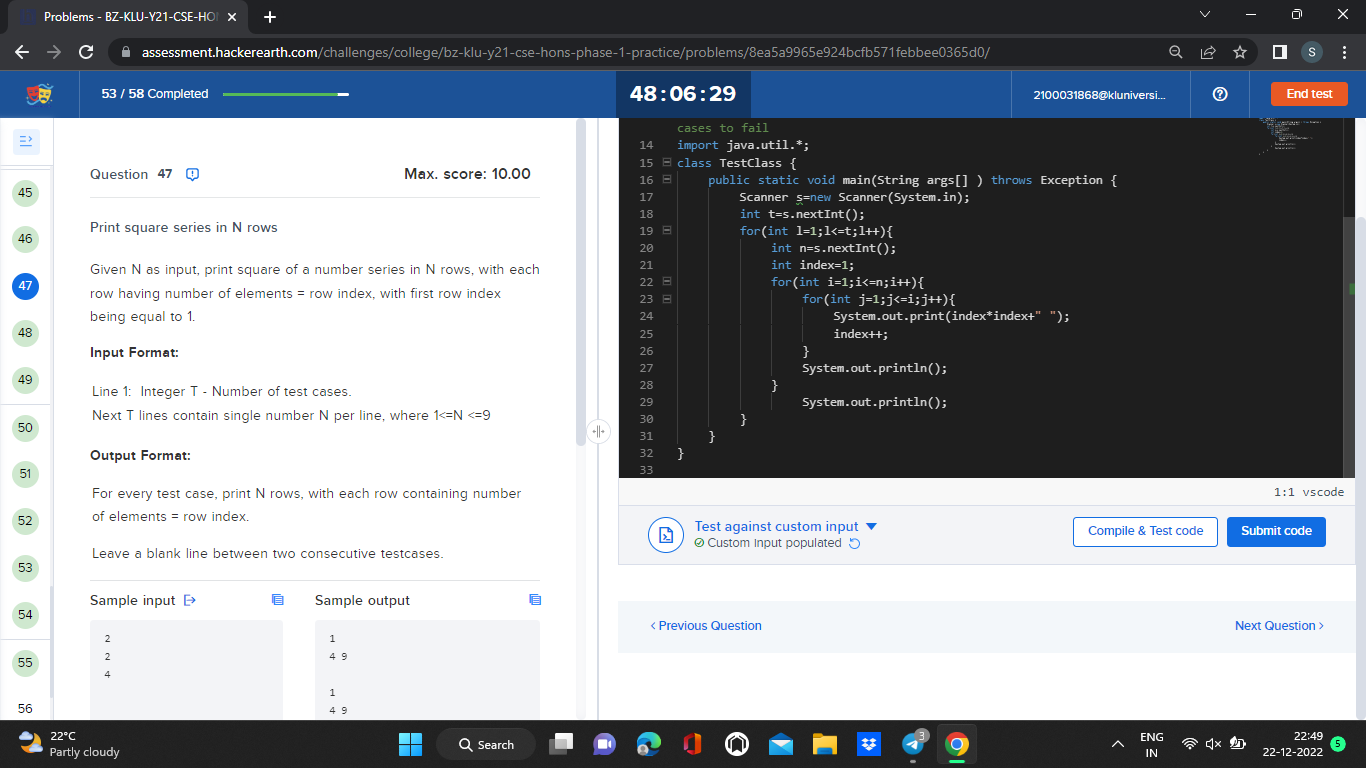 Problems - BZ-KLU-Y21-CSE-HO
assessment.hackerearth.com/challenges/college/bz-klu-y21-cse-hons-phase-1-practice/problems/8ea5a9965e924bcfb571febbee0365d0/
S
53 / 58 Completed
48:06:29
2100031868@kluniversi...
End test
45
46
47
48
49
50
51
52
53
54
55
56
Question 47
Max. score: 10.00
Print square series in N rows
Given N as input, print square of a number series in N rows, with each
row having number of elements = row index, with first row index
being equal to 1.
Input Format:
Line 1: Integer T - Number of test cases.
Next T lines contain single number N per line, where 1<=N <=9
Output Format:
For every test case, print N rows, with each row containing number
of elements = row index.
Leave a blank line between two consecutive testcases.
Sample input
2
2
4
Sample output
1
4 9

1
4 9
cases to fail
14 import java.util.*;
15 class TestClass {
16 public static void main(String args[] ) throws Exception {
17 Scanner s=new Scanner(System.in);
18 int t=s.nextInt();
19 for(int l=1;l<=t;l++){
20 int n=s.nextInt();
21 int index=1;
22 for(int i=1;i<=n;i++){
23 for(int j=1;j<=i;j++){
24 System.out.print(index*index+" ");
25 index++;
26 }
27 System.out.println();
28 }
29 System.out.println();
30 }
31 }
32 }
33
1:1 vscode
Test against custom input
Custom input populated
Compile & Test code
Submit code
< Previous Question
Next Question >
22°C
Partly cloudy
Search
3
ENG
IN
22:49
22-12-2022
5